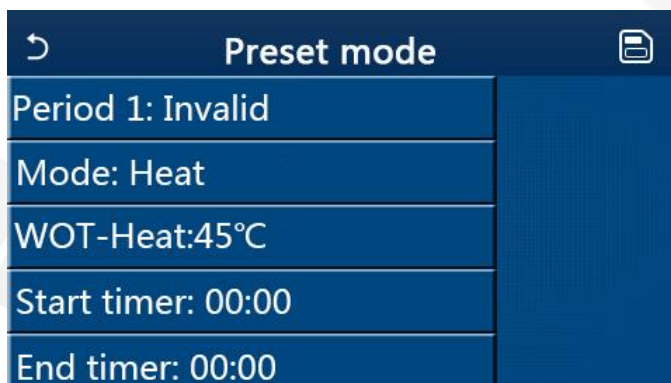 Preset mode
Period 1: Invalid
Mode: Heat
WOT-Heat:45℃
Start timer: 00:00
End timer: 00:00